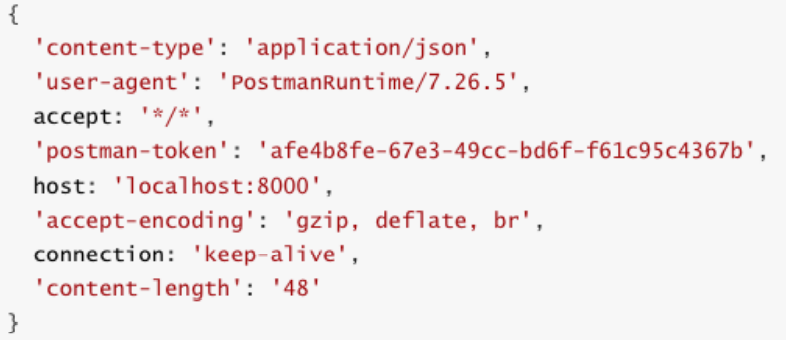 {
  'content-type': 'application/json',
  'user-agent': 'PostmanRuntime/7.26.5',
  accept: '*/*',
  'postman-token': 'afe4b8fe-67e3-49cc-bd6f-f61c95c4367b',
  host: 'localhost:8000',
  'accept-encoding': 'gzip, deflate, br',
  connection: 'keep-alive',
  'content-length': '48'
}